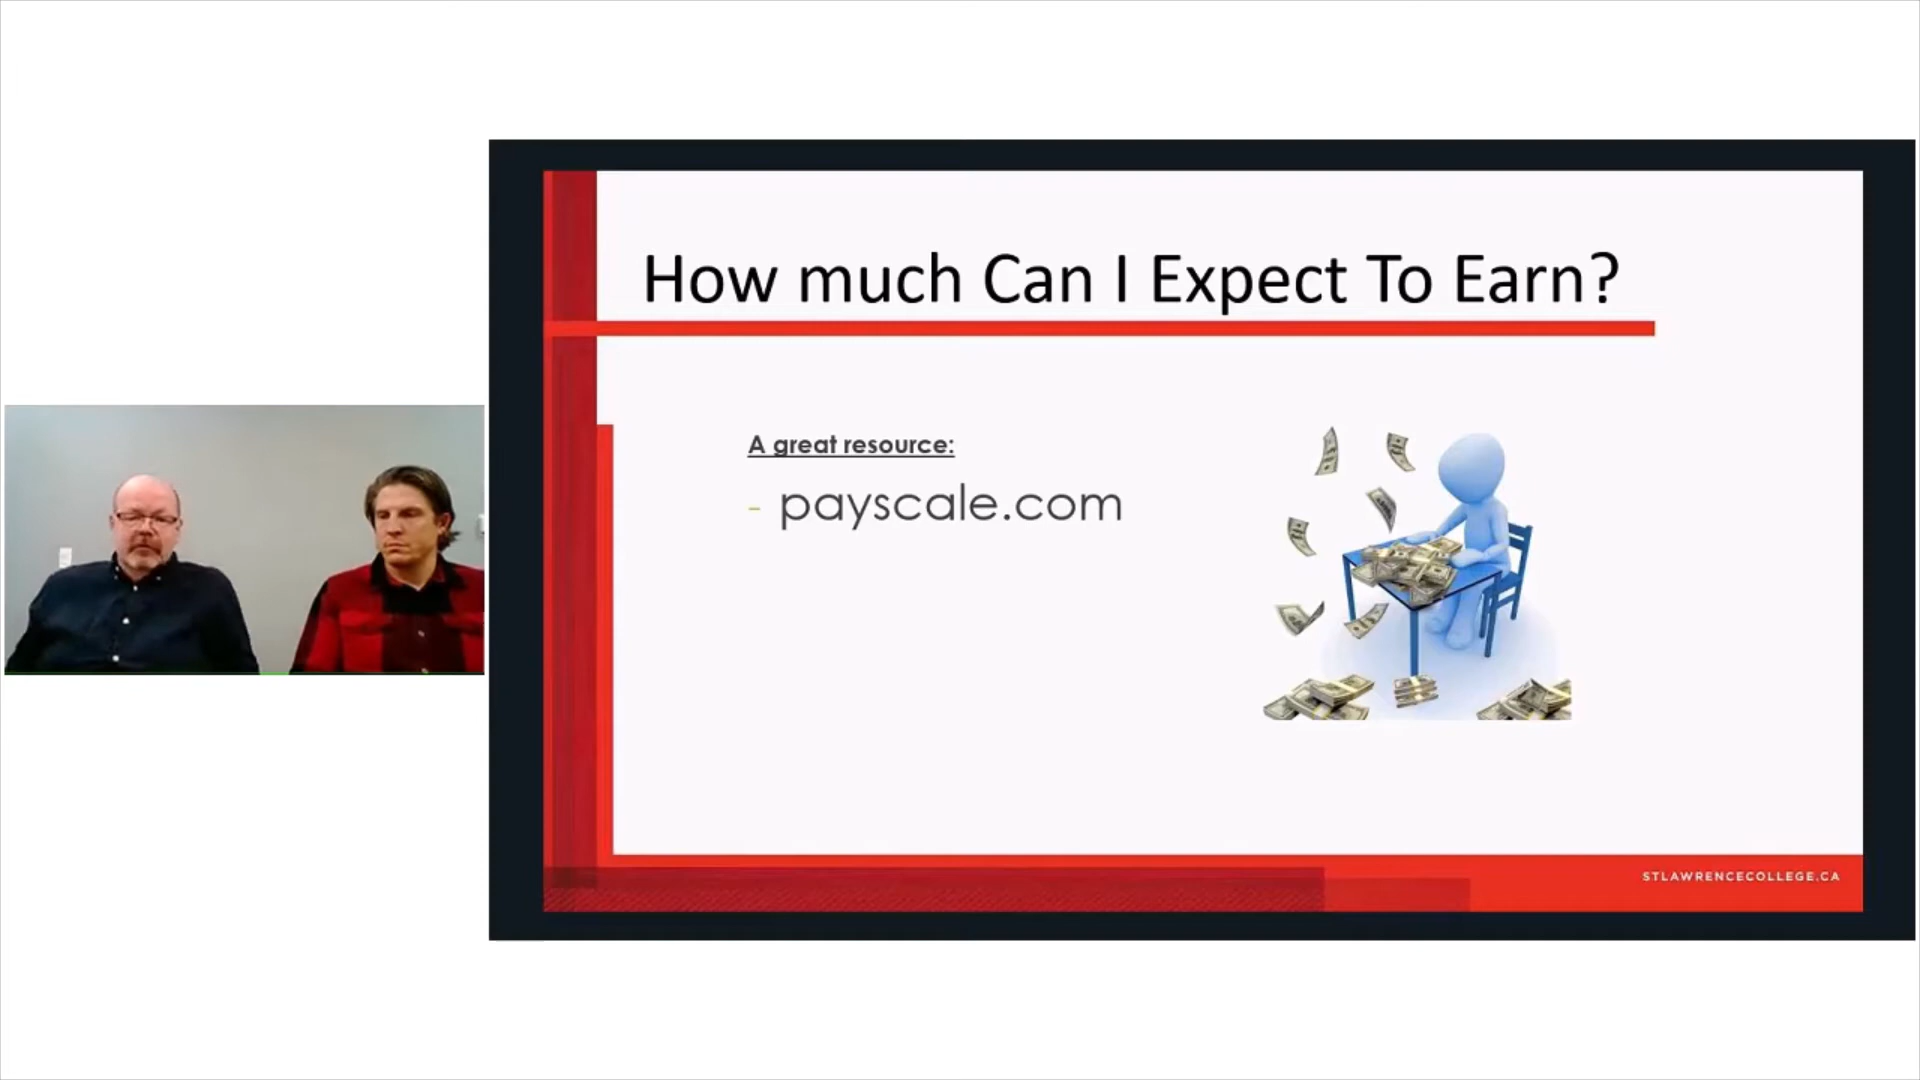 How much Can I Expect To Earn?
A great resource:
- payscale.com
STLAWRENCECOLLEGE.CA